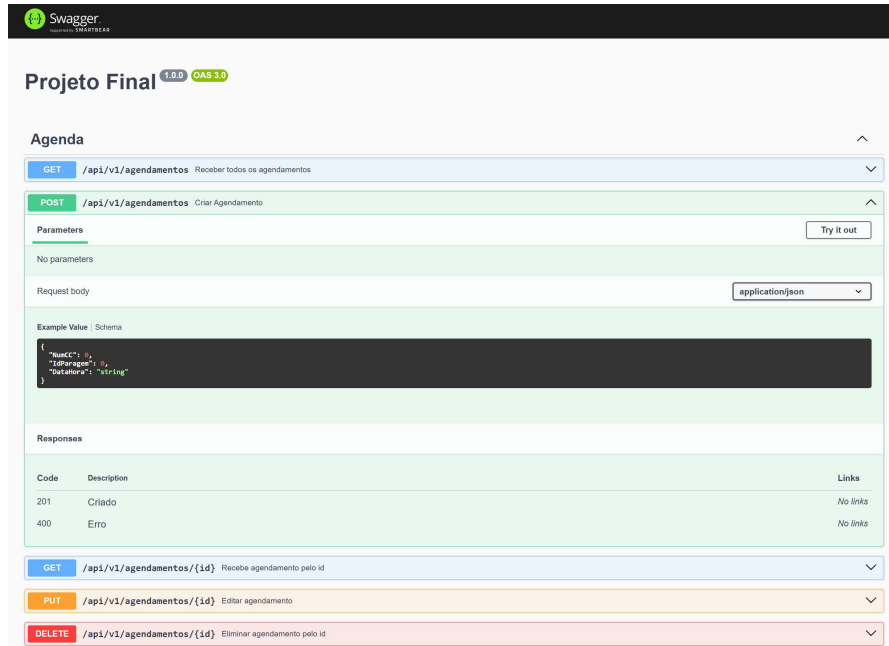 Swagger.
Supported by SMARTBEAR
Projeto Final 1.0.0 OAS 3.0
Agenda
GET /api/v1/agendamentos Receber todos os agendamentos
POST /api/v1/agendamentos Criar Agendamento
Parameters
Try it out
No parameters
Request body
application/json
Example Value | Schema
{
"NumCC": 0,
"IdParagem": 0,
"DataHora": "string"
}
Responses
Code Description Links
201 Criado No links
400 Erro No links
GET /api/v1/agendamentos/{id} Recebe agendamento pelo id
PUT /api/v1/agendamentos/{id} Editar agendamento
DELETE /api/v1/agendamentos/{id} Eliminar agendamento pelo id